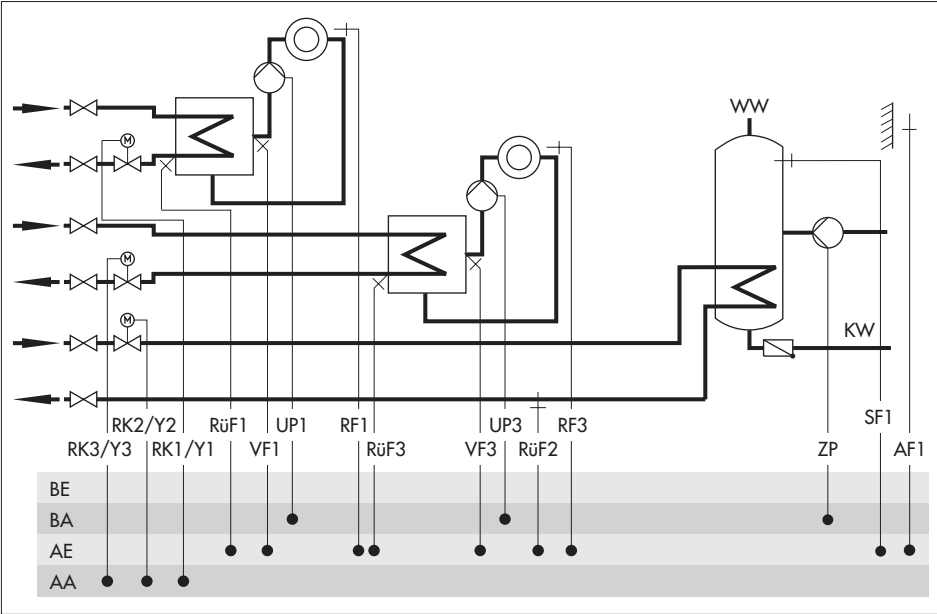 M
WW
M
M
M
KW
RK2/Y2 RüF1 UP1 RF1 UP3 RF3 SF1
RK3/Y3 RK1/Y1 VF1 RüF3 VF3 RüF2 ZP AF1
BE
BA
AE
AA